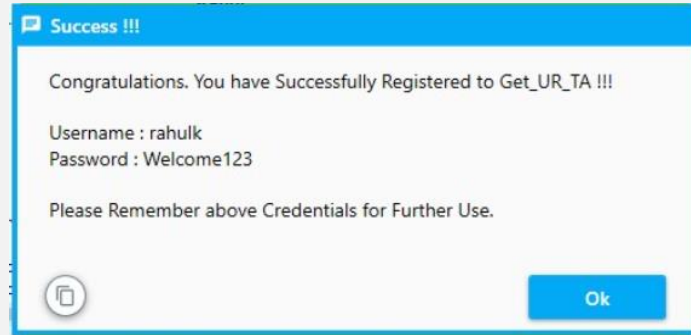 Success !!!
Congratulations. You have Successfully Registered to Get_UR_TA !!!
Username : rahulk
Password : Welcome123
Please Remember above Credentials for Further Use.
Ok